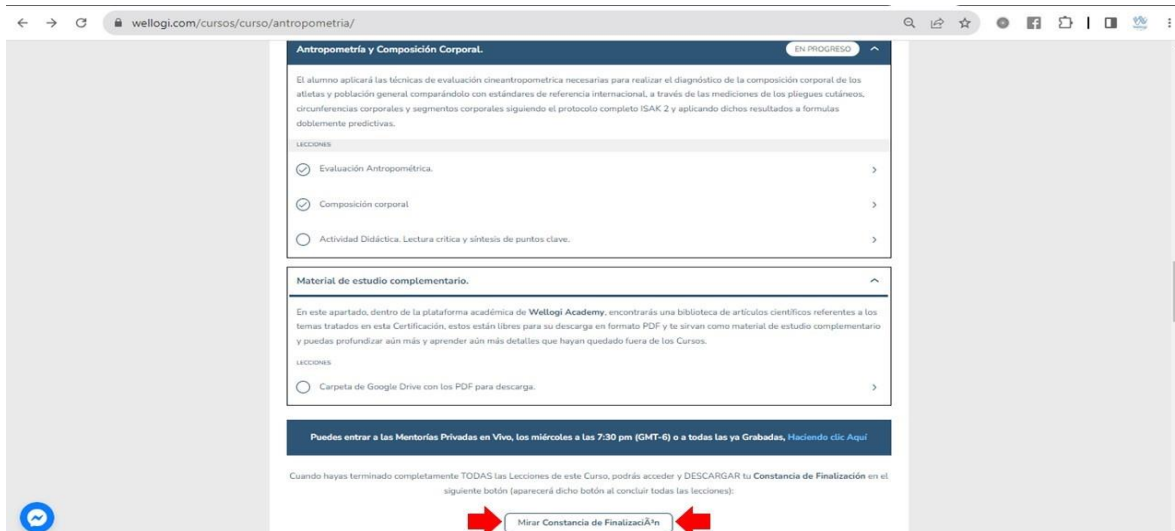 wellogi.com/cursos/curso/antropometria/
Antropometría y Composición Corporal.
EN PROGRESO
El alumno aplicará las técnicas de evaluación cineantropometrica necesarias para realizar el diagnóstico de la composición corporal de los
atletas y población general comparándolo con estándares de referencia internacional, a través de las mediciones de los pliegues cutáneos,
circunferencias corporales y segmentos corporales siguiendo el protocolo completo ISAK 2 y aplicando dichos resultados a formulas
doblemente predictivas.
LECCIONES
Evaluación Antropométrica.
Composición corporal
Actividad Didáctica. Lectura critica y síntesis de puntos clave.
Material de estudio complementario.
En este apartado, dentro de la plataforma académica de Wellogi Academy, encontrarás una biblioteca de artículos científicos referentes a los
temas tratados en esta Certificación, estos están libres para su descarga en formato PDF y te sirvan como material de estudio complementario
y puedas profundizar aún más y aprender aún más detalles que hayan quedado fuera de los Cursos.
LECCIONES
Carpeta de Google Drive con los PDF para descarga.
Puedes entrar a las Mentorías Privadas en Vivo, los miércoles a las 7:30 pm (GMT-6) o a todas las ya Grabadas, Haciendo clic Aquí
Cuando hayas terminado completamente TODAS las Lecciones de este Curso, podrás acceder y DESCARGAR tu Constancia de Finalización en el
siguiente botón (aparecerá dicho botón al concluir todas las lecciones):
Mirar Constancia de FinalizaciÃ³n